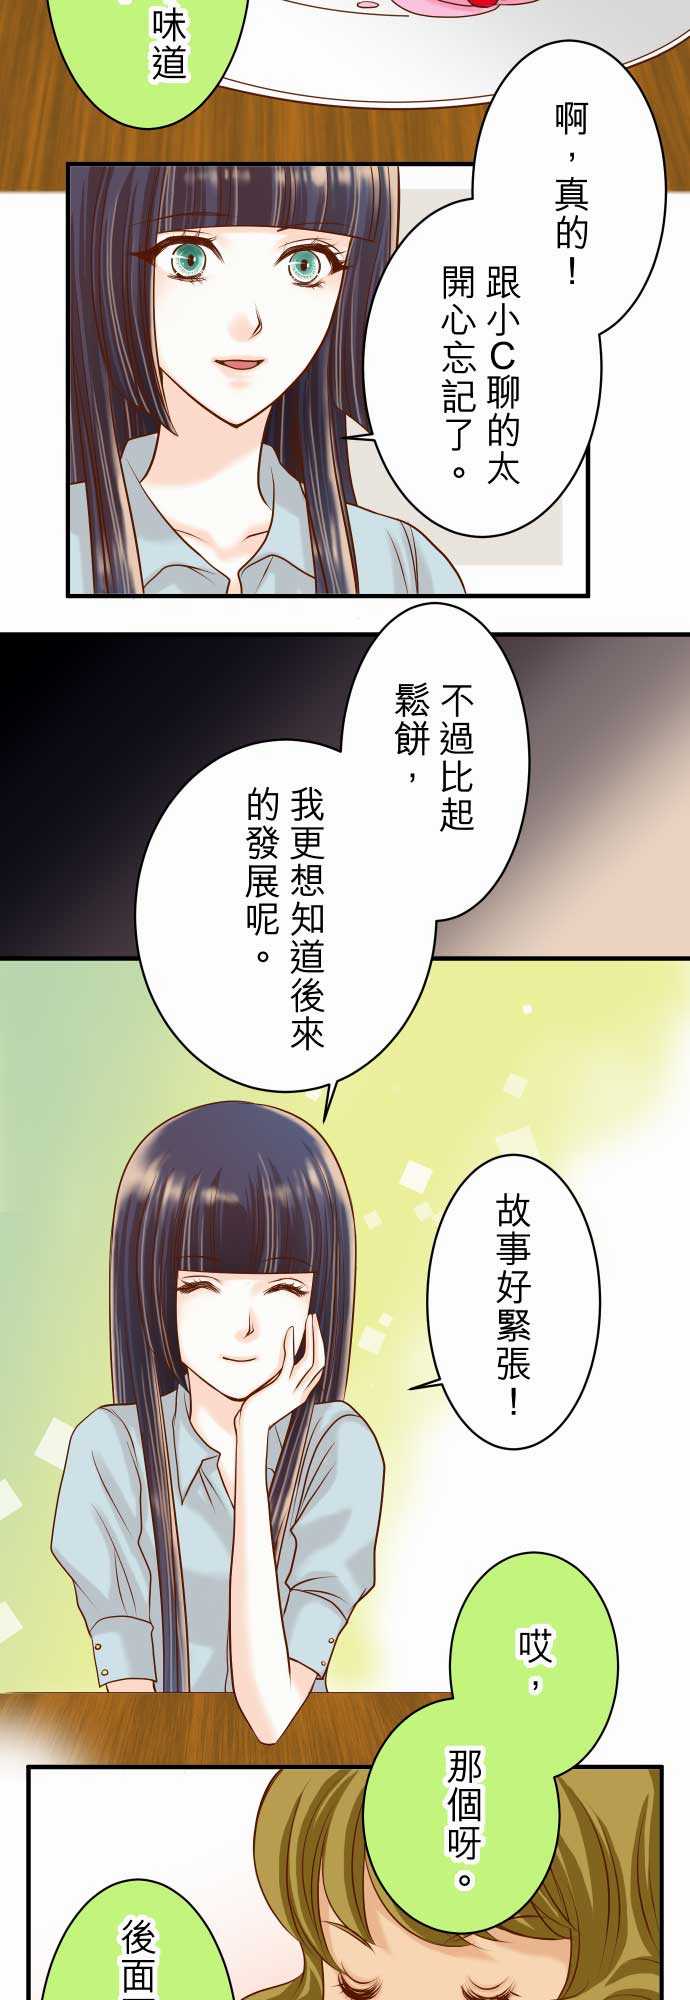 味道
啊，真的！
跟小C聊的太
開心忘記了。
不過比起
鬆餅，
我更想知道後來
的發展呢。
故事好緊張！
哎，
那個呀。
後面